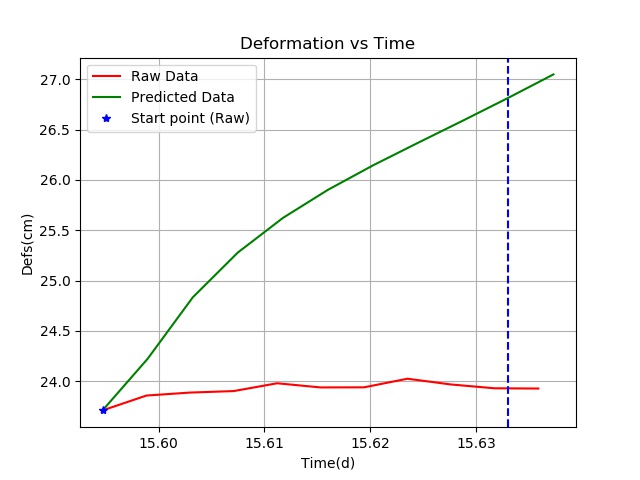 Deformation vs Time
Raw Data
Predicted Data
Start point (Raw)
27.0
26.5
26.0
25.5
25.0
24.5
24.0
Defs(cm)
15.60 15.61 15.62 15.63
Time(d)